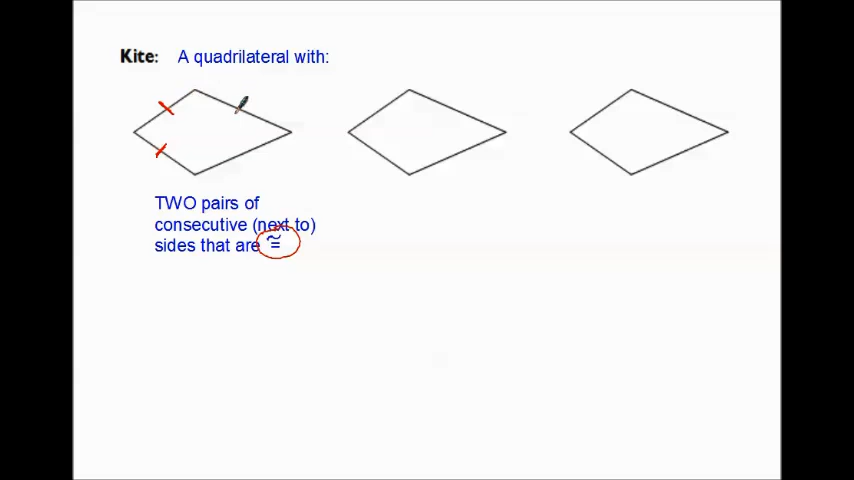 Kite: A quadrilateral with:
TWO pairs of
consecutive (next to)
sides that are ≅